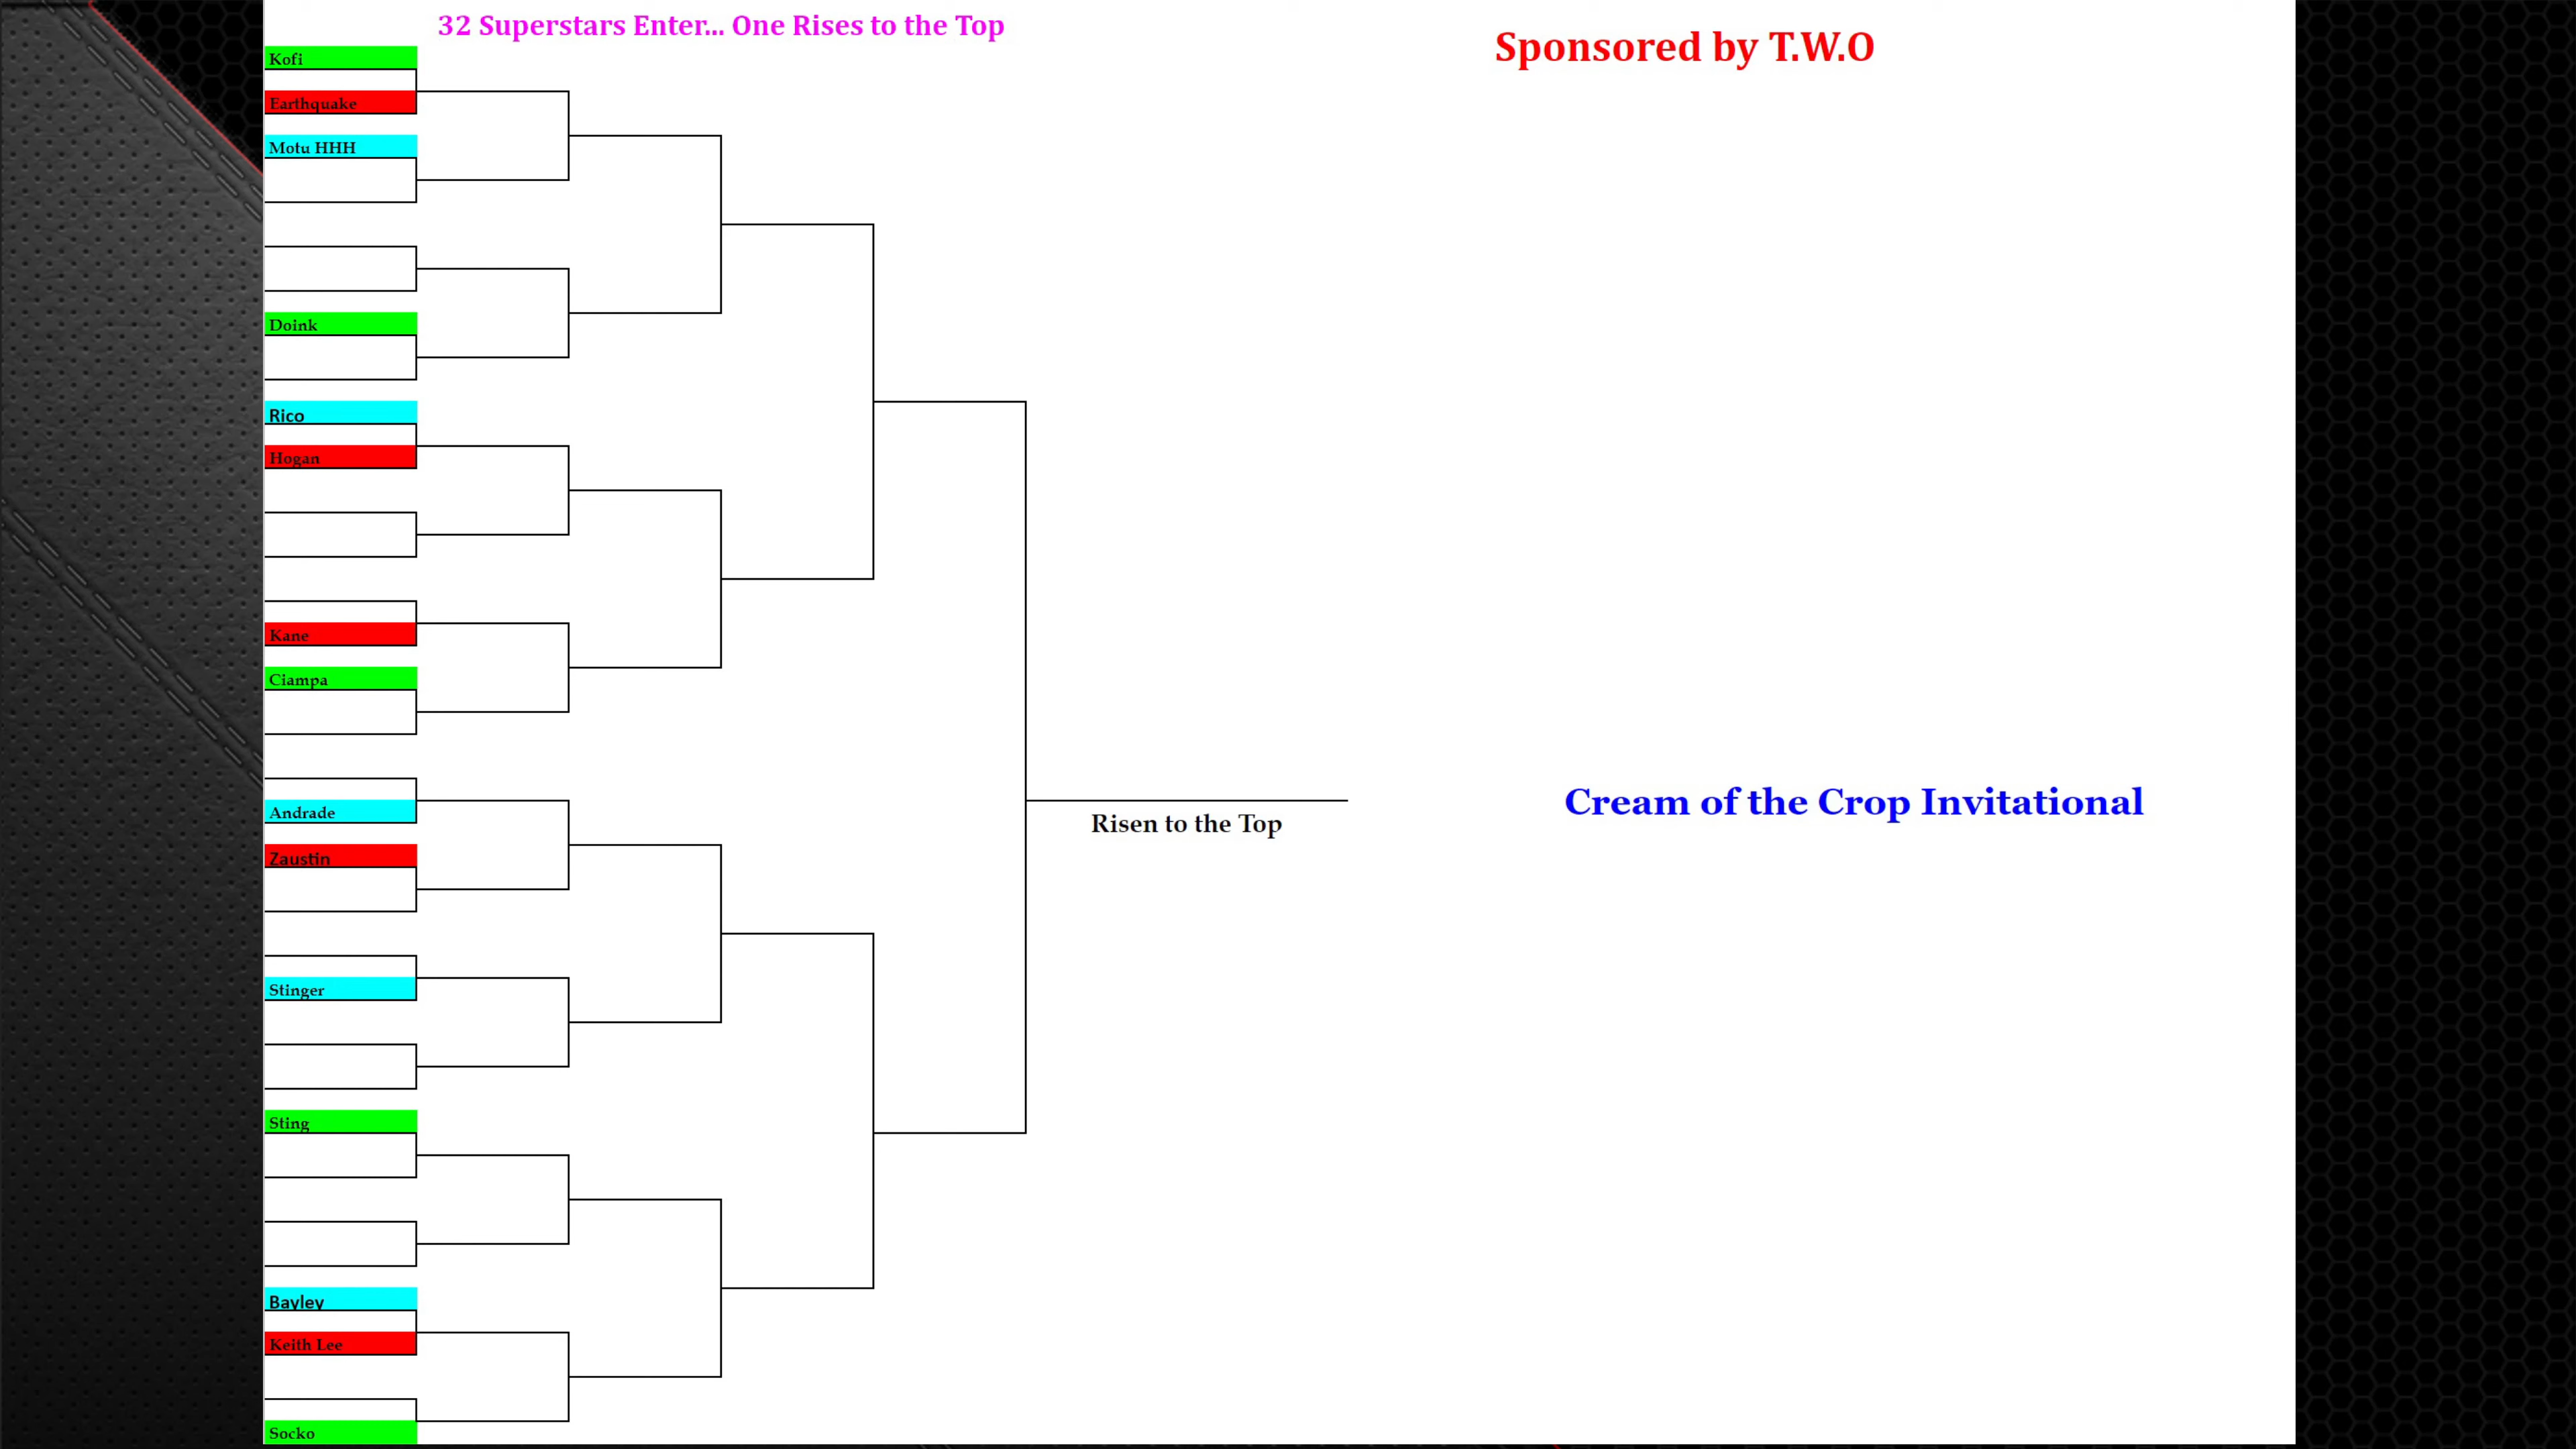 32 Superstars Enter... One Rises to the Top
Sponsored by T.W.O
Kofi
Earthquake
Motu HHH
Doink
Rico
Hogan
Kane
Ciampa
Andrade
Zaustin
Stinger
Sting
Bayley
Keith Lee
Socko
Risen to the Top
Cream of the Crop Invitational